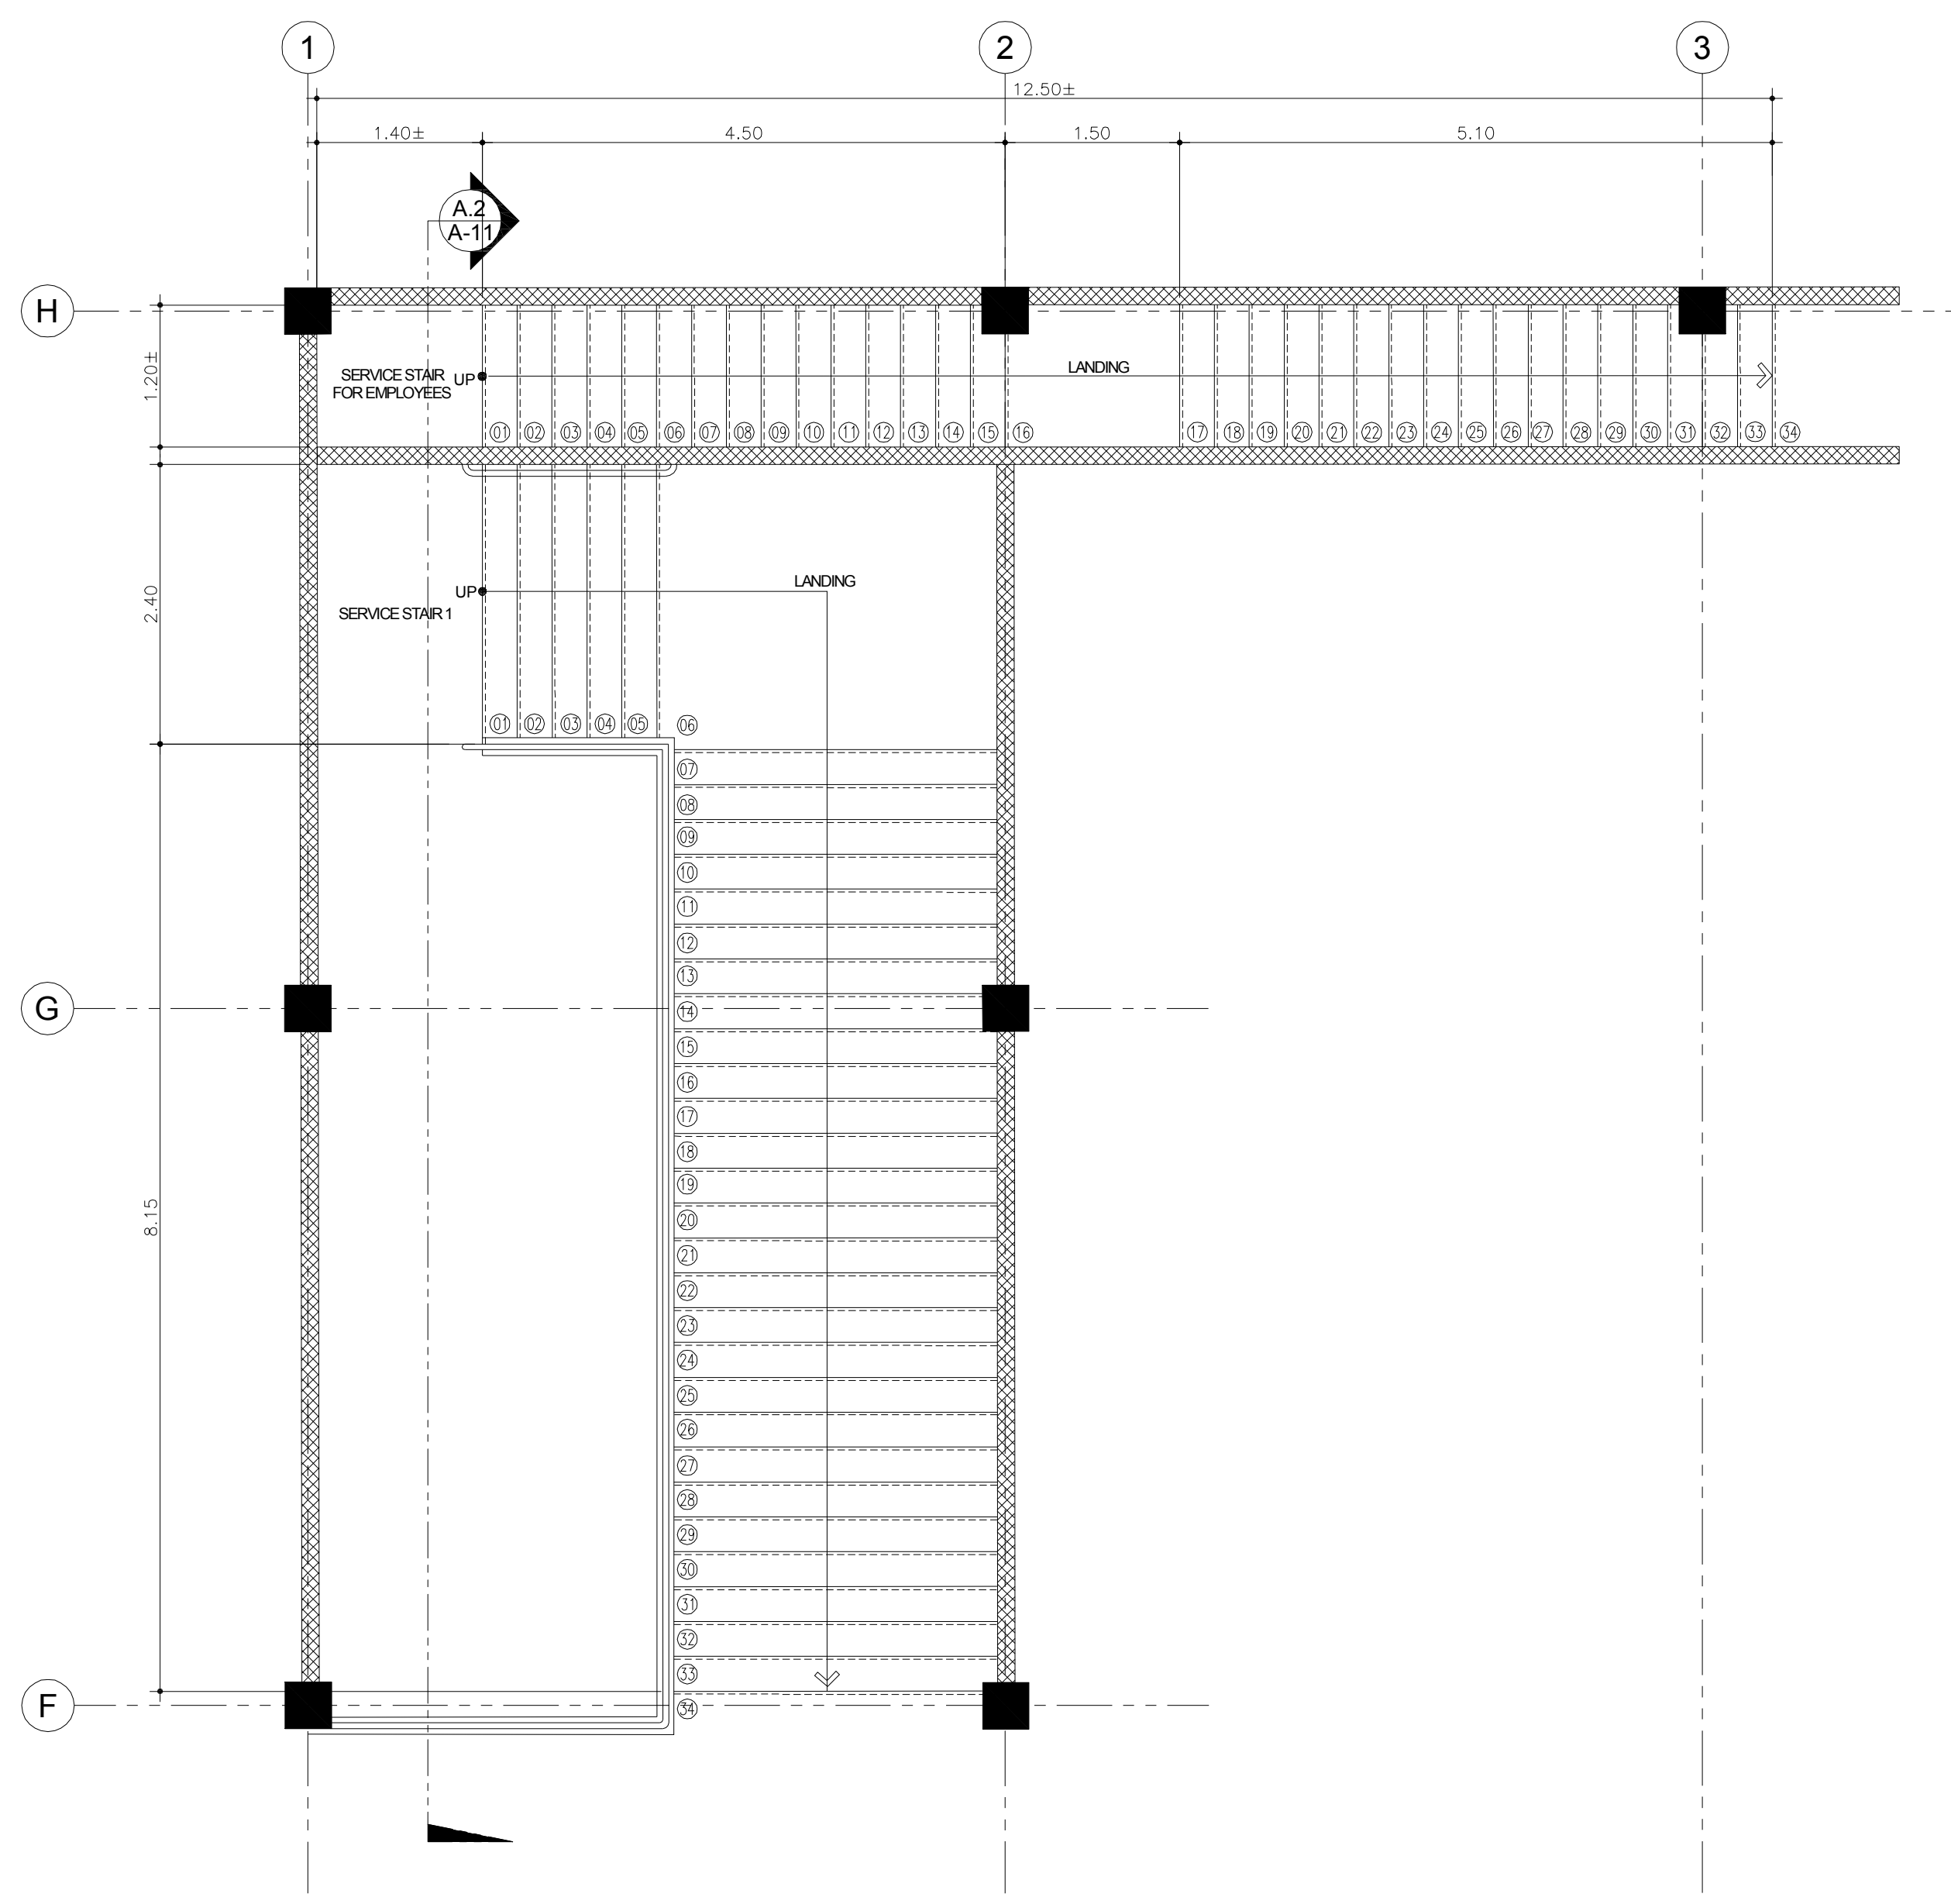 1 2 3
12.50±
1.40± 4.50 1.50 5.10
A.2
A-11
H
1.20±
SERVICE STAIR
FOR EMPLOYEES
UP
LANDING
01 02 03 04 05 06 07 08 09 10 11 12 13 14 15 16 17 18 19 20 21 22 23 24 25 26 27 28 29 30 31 32 33 34
2.40
UP
LANDING
SERVICE STAIR 1
01 02 03 04 05 06
07
08
09
10
11
12
13
G
14
15
16
17
18
19
8.15
20
21
22
23
24
25
26
27
28
29
30
31
32
33
F
34